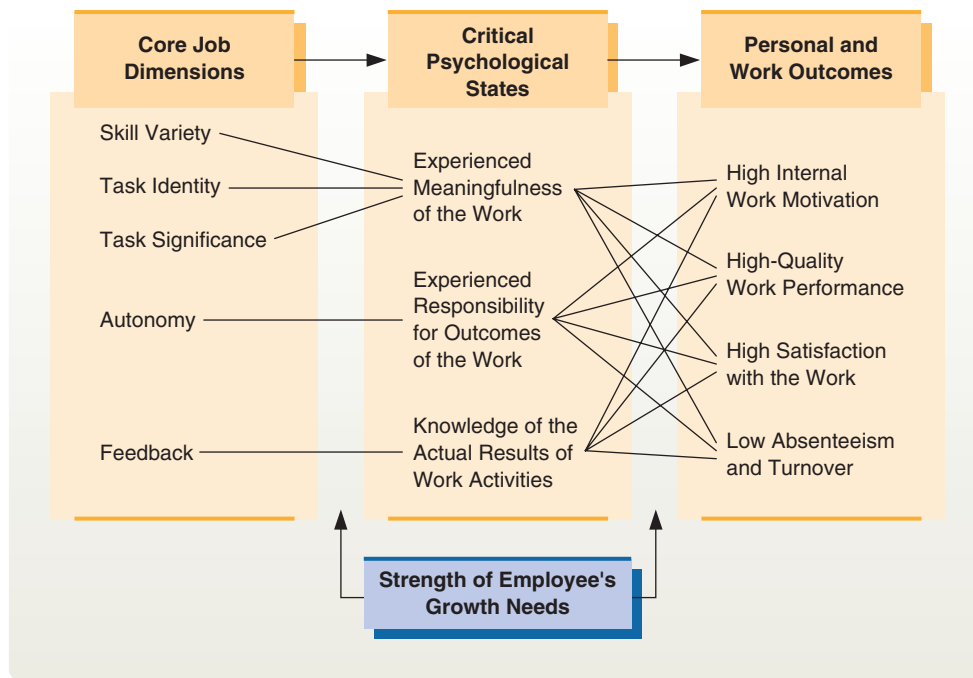 Core Job
Dimensions
Critical
Psychological
States
Personal and
Work Outcomes
Skill Variety
Task Identity
Task Significance
Autonomy
Feedback
Experienced
Meaningfulness
of the Work
Experienced
Responsibility
for Outcomes
of the Work
Knowledge of the
Actual Results of
Work Activities
High Internal
Work Motivation
High-Quality
Work Performance
High Satisfaction
with the Work
Low Absenteeism
and Turnover
Strength of Employee's
Growth Needs